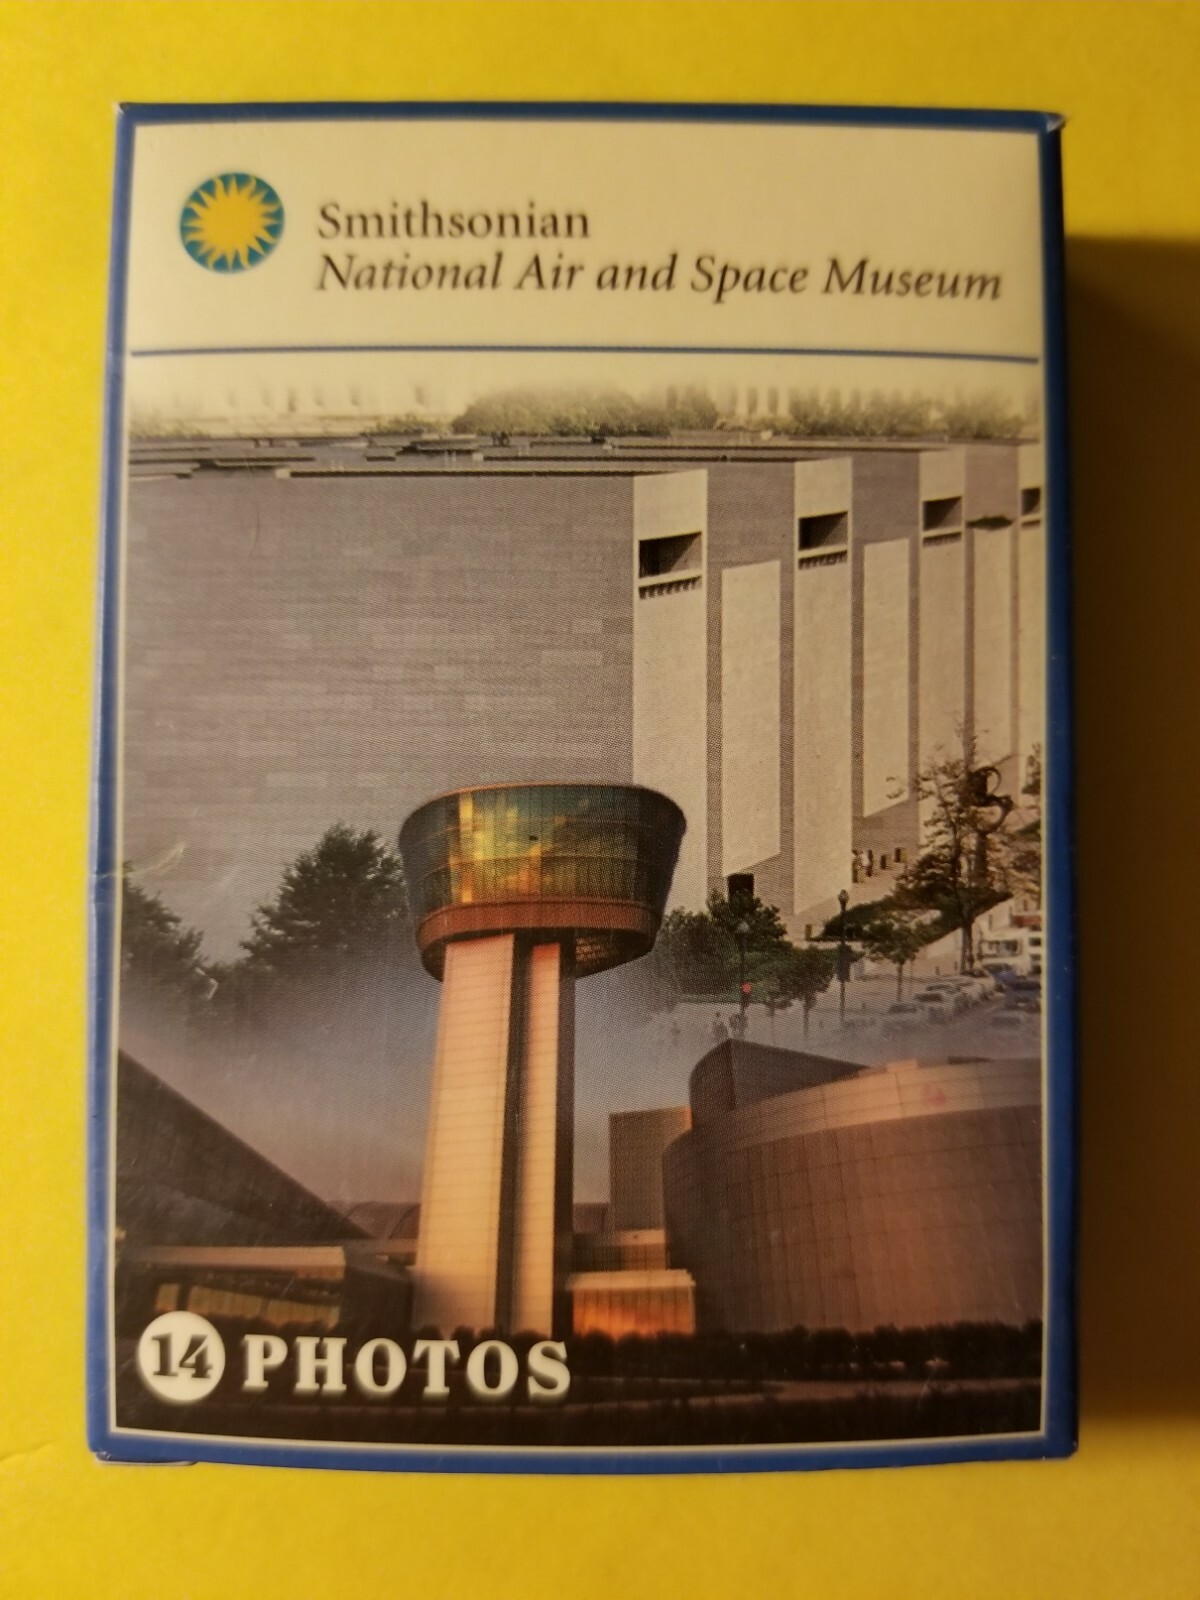 Smithsonian
National Air and Space Museum
14 PHOTOS